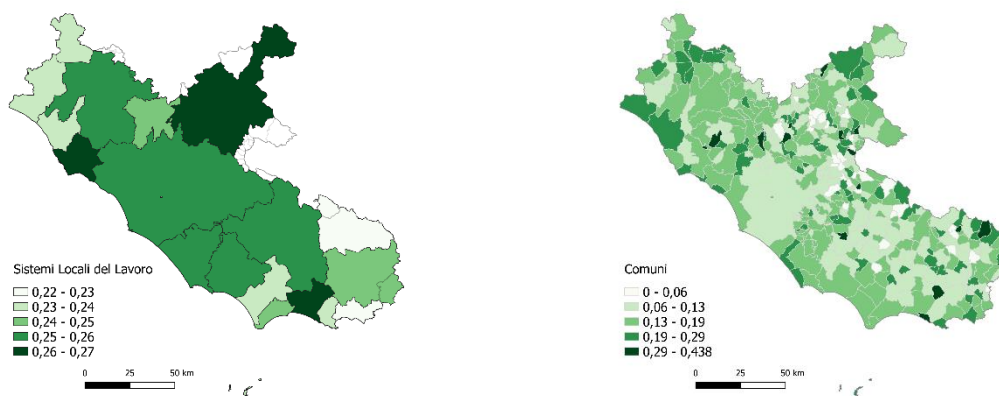 Sistemi Locali del Lavoro
0,22 - 0,23
0,23 - 0,24
0,24 - 0,25
0,25 - 0,26
0,26 - 0,27
0 25 50 km
Comuni
0 - 0,06
0,06 - 0,13
0,13 - 0,19
0,19 - 0,29
0,29 - 0,438
0 25 50 km